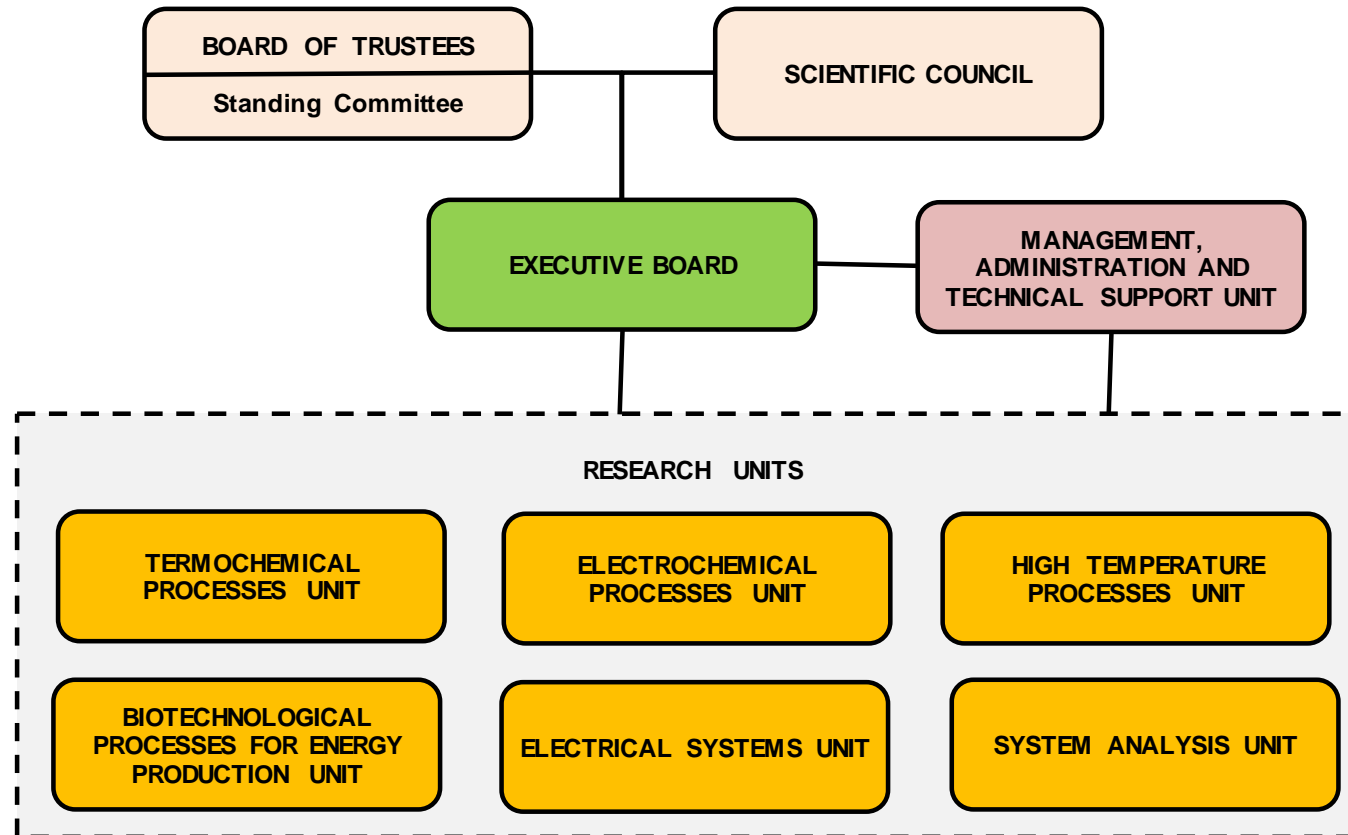 BOARD OF TRUSTEES
Standing Committee
SCIENTIFIC COUNCIL
EXECUTIVE BOARD
MANAGEMENT,
ADMINISTRATION AND
TECHNICAL SUPPORT UNIT
RESEARCH UNITS
TERMOCHEMICAL
PROCESSES UNIT
ELECTROCHEMICAL
PROCESSES UNIT
HIGH TEMPERATURE
PROCESSES UNIT
BIOTECHNOLOGICAL
PROCESSES FOR ENERGY
PRODUCTION UNIT
ELECTRICAL SYSTEMS UNIT
SYSTEM ANALYSIS UNIT